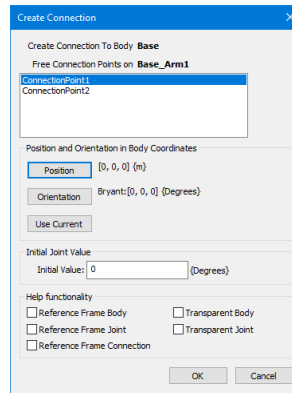 Create Connection
Create Connection To Body Base
Free Connection Points on Base_Arm1
ConnectionPoint1
ConnectionPoint2
Position and Orientation in Body Coordinates
Position [0, 0, 0] {m}
Orientation Bryant:[0, 0, 0] {Degrees}
Use Current
Initial Joint Value
Initial Value: 0 {Degrees}
Help functionality
Reference Frame Body Transparent Body
Reference Frame Joint Transparent Joint
Reference Frame Connection
OK Cancel